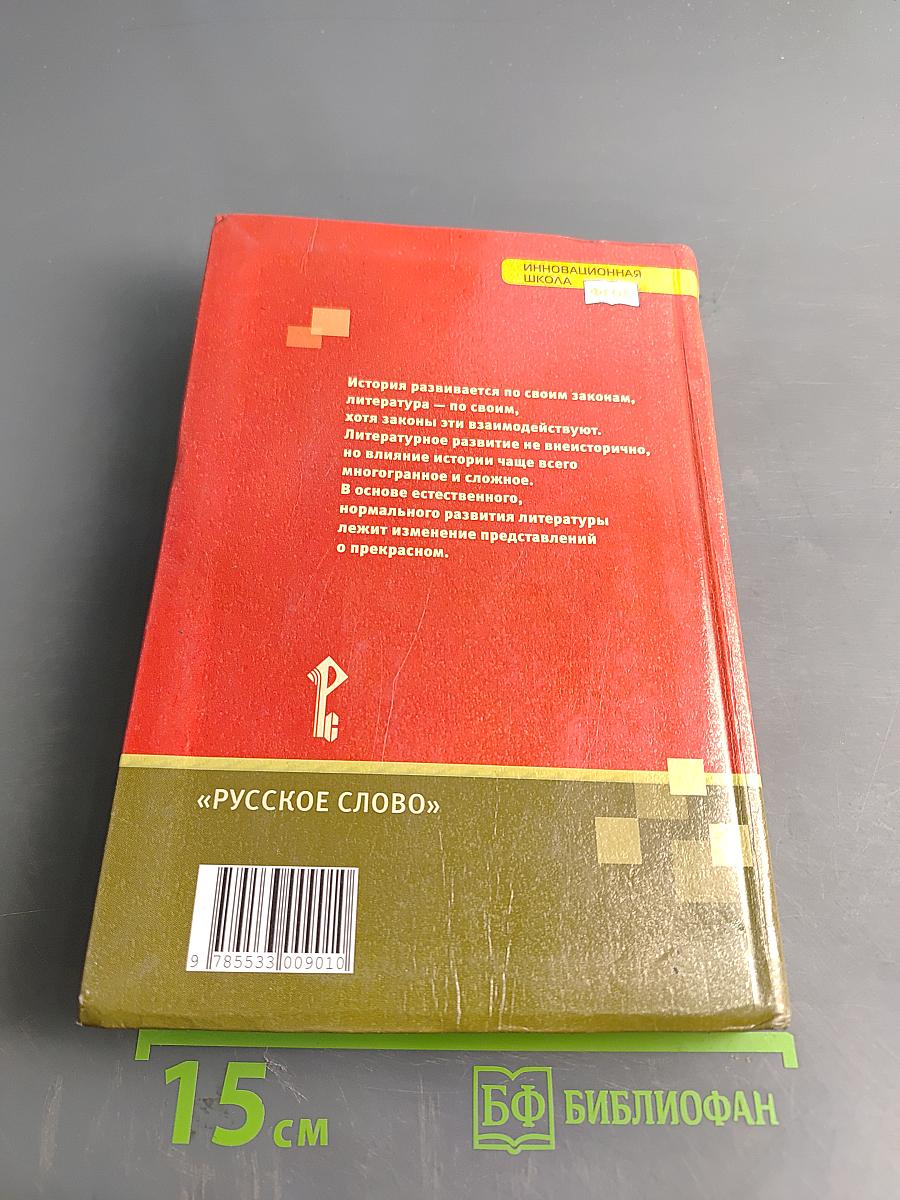 ИННОВАЦИОННАЯ
ШКОЛА
ФГОС
История развивается по своим законам,
литература — по своим,
хотя законы эти взаимодействуют.
Литературное развитие не внеисторично,
но влияние истории чаще всего
многогранное и сложное.
В основе естественного,
нормального развития литературы
лежит изменение представлений
о прекрасном.
РС
«РУССКОЕ СЛОВО»
9 785533 009010
15 см
БФ БИБЛИОФАН